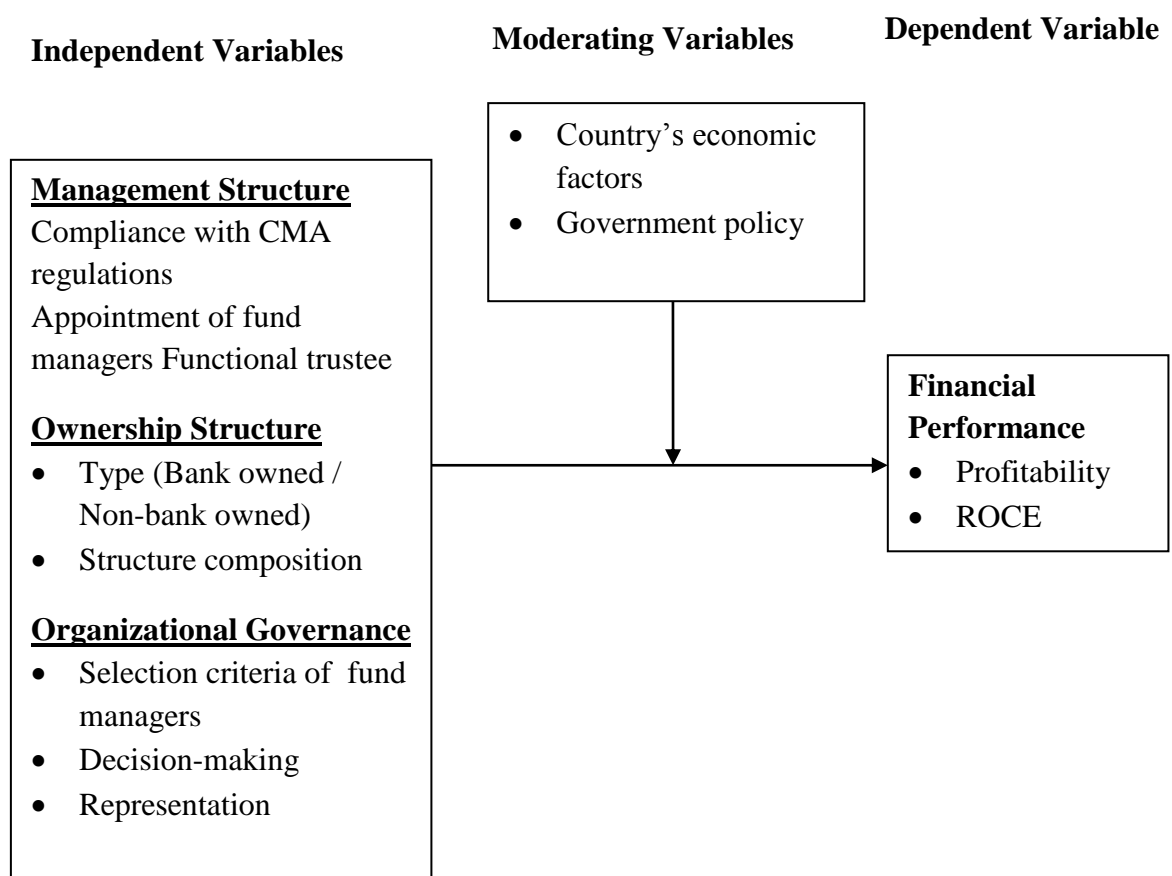 Independent Variables
Moderating Variables
Dependent Variable
Management Structure
Compliance with CMA
regulations
Appointment of fund
managers Functional trustee
Ownership Structure
• Type (Bank owned /
Non-bank owned)
• Structure composition
Organizational Governance
• Selection criteria of fund
managers
• Decision-making
• Representation
• Country’s economic
factors
• Government policy
Financial
Performance
• Profitability
• ROCE